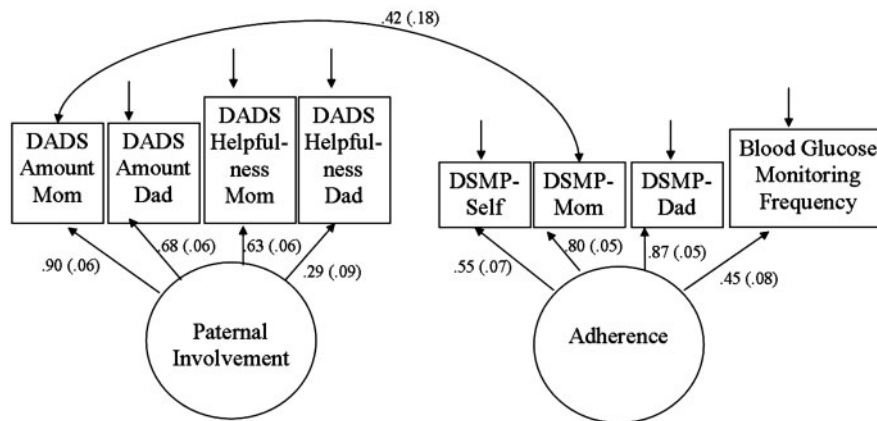 .42 (.18)
DADS
Amount
Mom
DADS
Amount
Dad
DADS
Helpful-
ness
Mom
DADS
Helpful-
ness
Dad
DSMP-
Self
DSMP-
Mom
DSMP-
Dad
Blood Glucose
Monitoring
Frequency
.90 (.06)
.68 (.06)
.63 (.06)
.29 (.09)
.55 (.07)
.80 (.05)
.87 (.05)
.45 (.08)
Paternal
Involvement
Adherence